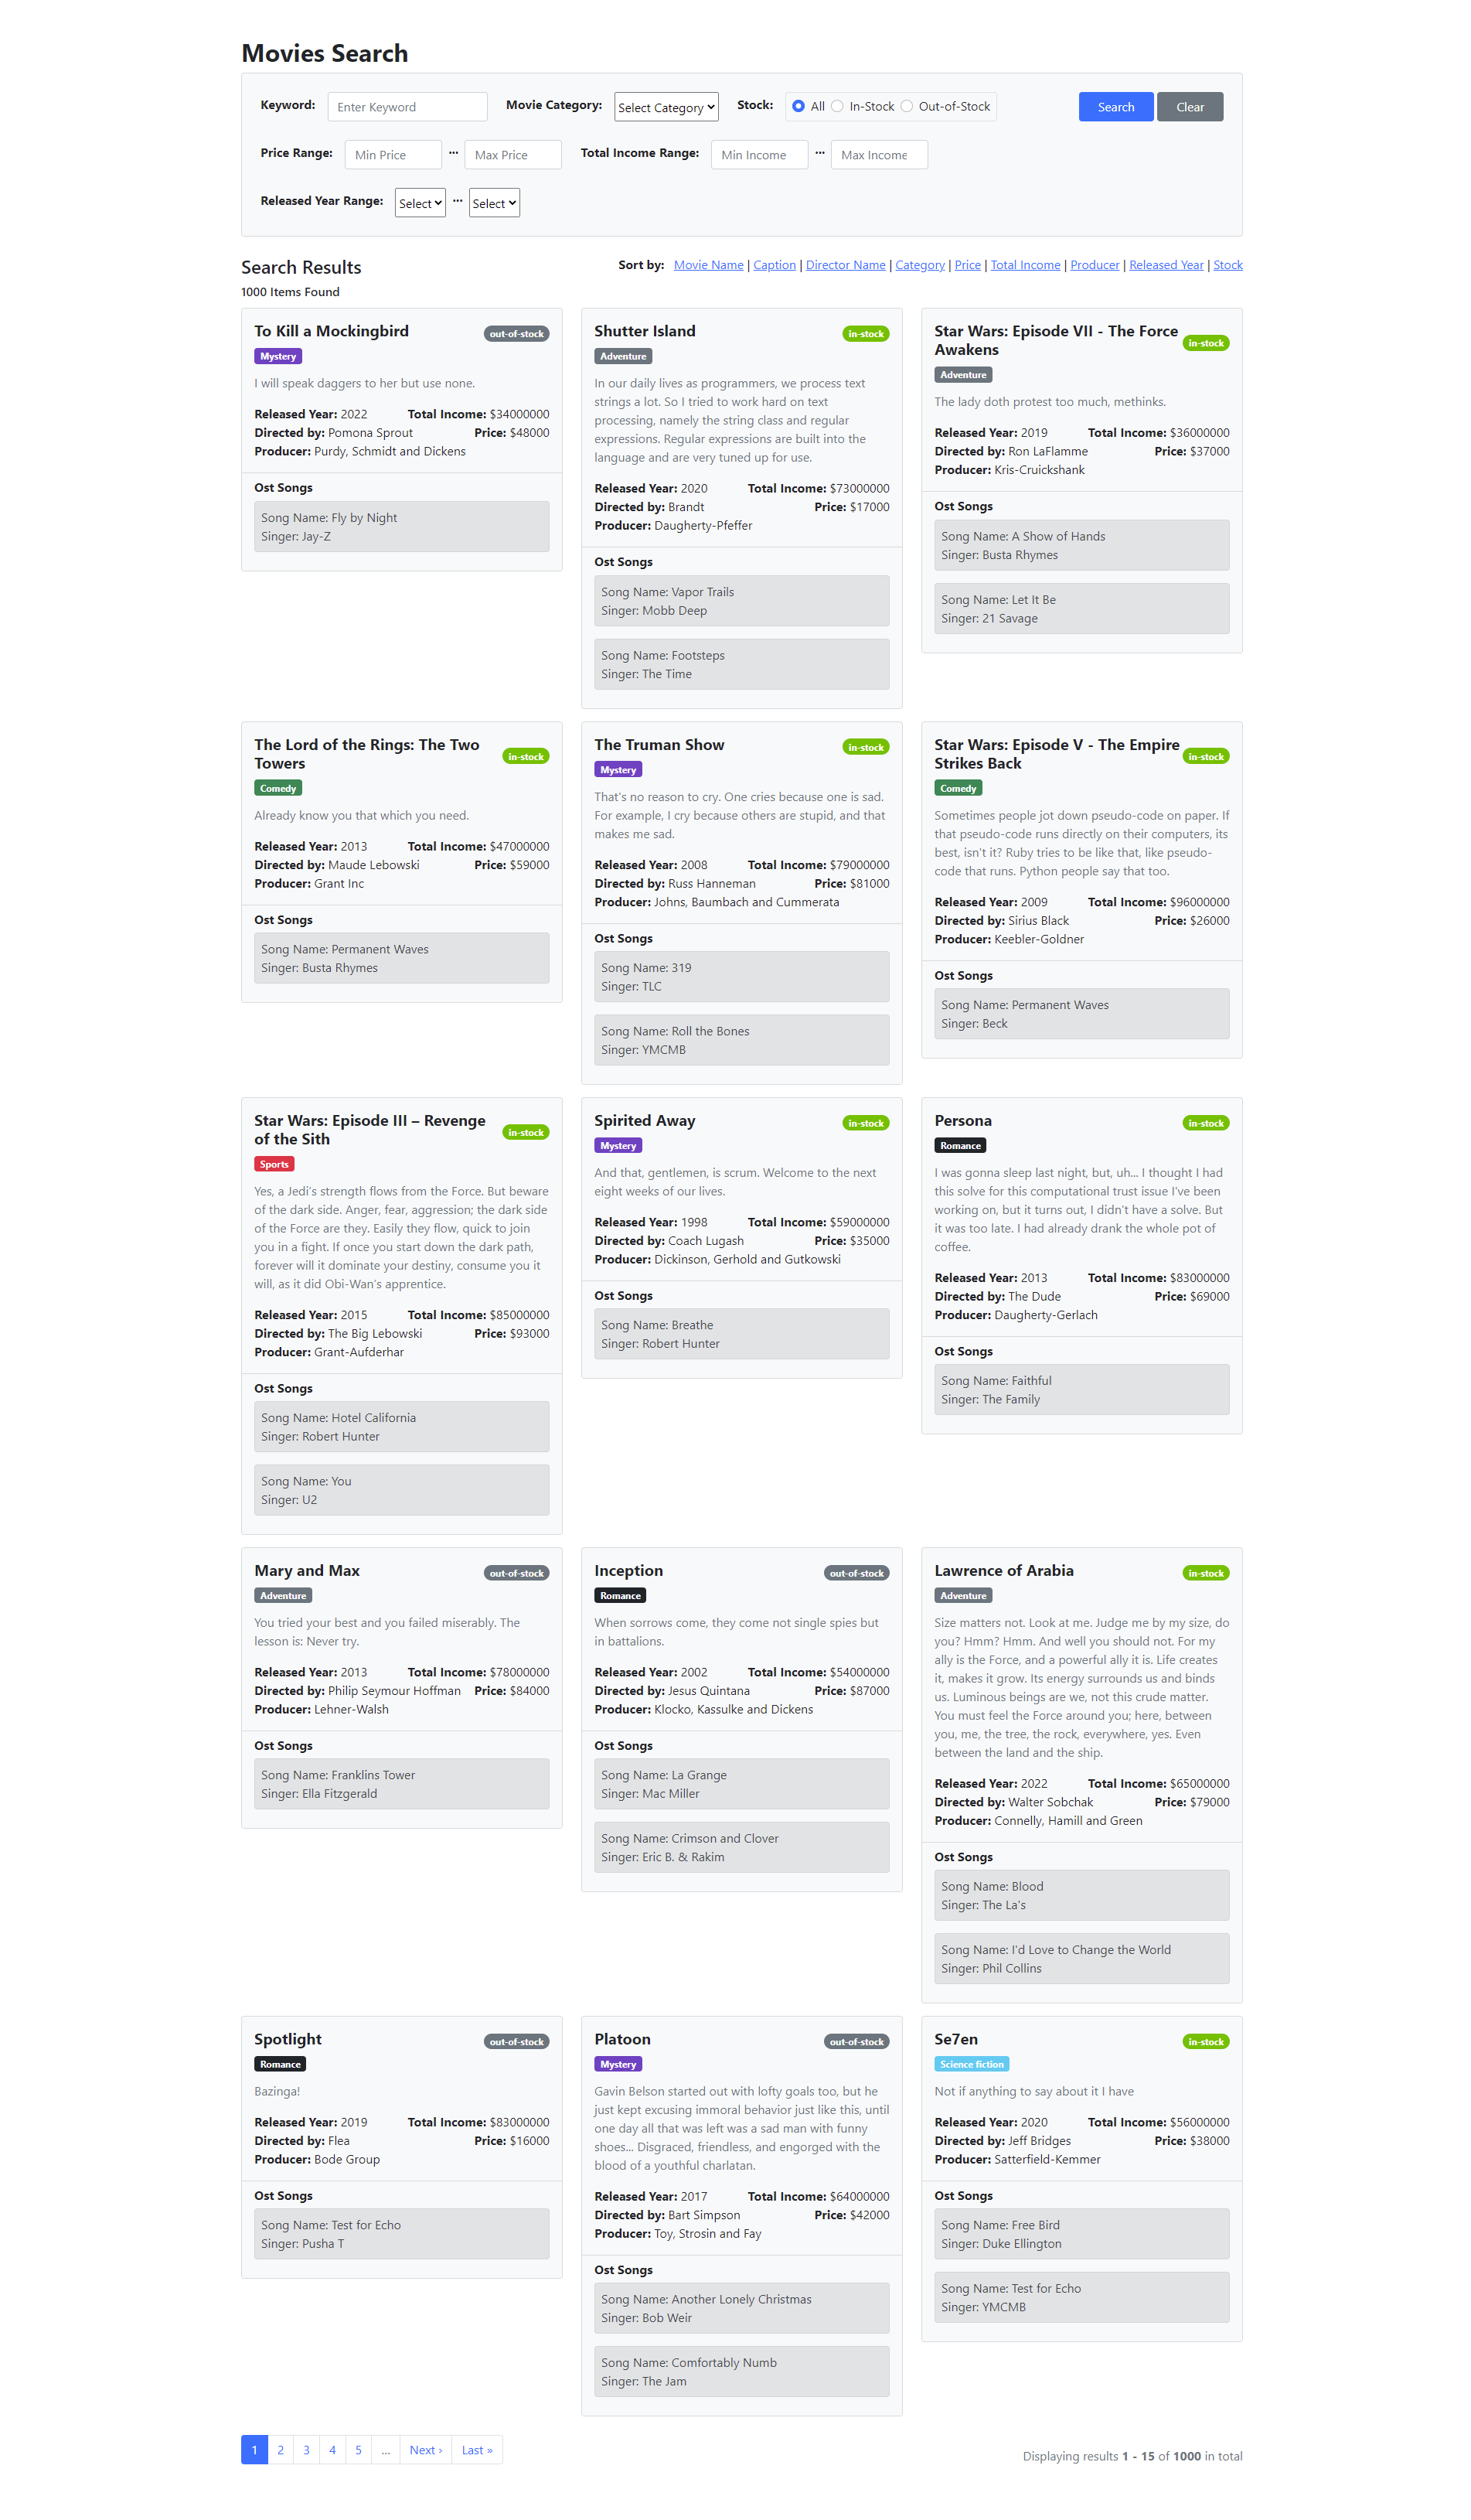 Movies Search
Keyword: Enter Keyword Movie Category: Select Category Stock: All In-Stock Out-of-Stock Search Clear
Price Range: Min Price ... Max Price Total Income Range: Min Income ... Max Income
Released Year Range: Select ... Select
Search Results
Sort by: Movie Name | Caption | Director Name | Category | Price | Total Income | Producer | Released Year | Stock
1000 Items Found
To Kill a Mockingbird out-of-stock
Mystery
I will speak daggers to her but use none.
Released Year: 2022 Total Income: $34000000
Directed by: Pomona Sprout Price: $48000
Producer: Purdy, Schmidt and Dickens
Ost Songs
Song Name: Fly by Night
Singer: Jay-Z
Shutter Island in-stock
Adventure
In our daily lives as programmers, we process text
strings a lot. So I tried to work hard on text
processing, namely the string class and regular
expressions. Regular expressions are built into the
language and are very tuned up for use.
Released Year: 2020 Total Income: $73000000
Directed by: Brandt Price: $17000
Producer: Daugherty-Pfeffer
Ost Songs
Song Name: Vapor Trails
Singer: Mobb Deep
Song Name: Footsteps
Singer: The Time
Star Wars: Episode VII - The Force
Awakens in-stock
Adventure
The lady doth protest too much, methinks.
Released Year: 2019 Total Income: $36000000
Directed by: Ron LaFlamme Price: $37000
Producer: Kris-Cruickshank
Ost Songs
Song Name: A Show of Hands
Singer: Busta Rhymes
Song Name: Let It Be
Singer: 21 Savage
The Lord of the Rings: The Two
Towers in-stock
Comedy
Already know you that which you need.
Released Year: 2013 Total Income: $47000000
Directed by: Maude Lebowski Price: $59000
Producer: Grant Inc
Ost Songs
Song Name: Permanent Waves
Singer: Busta Rhymes
The Truman Show in-stock
Mystery
That's no reason to cry. One cries because one is sad.
For example, I cry because others are stupid, and that
makes me sad.
Released Year: 2008 Total Income: $79000000
Directed by: Russ Hanneman Price: $81000
Producer: Johns, Baumbach and Cummerata
Ost Songs
Song Name: 319
Singer: TLC
Song Name: Roll the Bones
Singer: YMCMB
Star Wars: Episode V - The Empire
Strikes Back in-stock
Comedy
Sometimes people jot down pseudo-code on paper. If
that pseudo-code runs directly on their computers, its
best, isn't it? Ruby tries to be like that, like pseudo-
code that runs. Python people say that too.
Released Year: 2009 Total Income: $96000000
Directed by: Sirius Black Price: $26000
Producer: Keebler-Goldner
Ost Songs
Song Name: Permanent Waves
Singer: Beck
Star Wars: Episode III – Revenge
of the Sith in-stock
Sports
Yes, a Jedi's strength flows from the Force. But beware
of the dark side. Anger, fear, aggression; the dark side
of the Force are they. Easily they flow, quick to join
you in a fight. If once you start down the dark path,
forever will it dominate your destiny, consume you it
will, as it did Obi-Wan's apprentice.
Released Year: 2015 Total Income: $85000000
Directed by: The Big Lebowski Price: $93000
Producer: Grant-Aufderhar
Ost Songs
Song Name: Hotel California
Singer: Robert Hunter
Song Name: You
Singer: U2
Spirited Away in-stock
Mystery
And that, gentlemen, is scrum. Welcome to the next
eight weeks of our lives.
Released Year: 1998 Total Income: $59000000
Directed by: Coach Lugash Price: $35000
Producer: Dickinson, Gerhold and Gutkowski
Ost Songs
Song Name: Breathe
Singer: Robert Hunter
Persona in-stock
Romance
I was gonna sleep last night, but, uh... I thought I had
this solve for this computational trust issue I've been
working on, but it turns out, I didn't have a solve. But
it was too late. I had already drank the whole pot of
coffee.
Released Year: 2013 Total Income: $83000000
Directed by: The Dude Price: $69000
Producer: Daugherty-Gerlach
Ost Songs
Song Name: Faithful
Singer: The Family
Mary and Max out-of-stock
Adventure
You tried your best and you failed miserably. The
lesson is: Never try.
Released Year: 2013 Total Income: $78000000
Directed by: Philip Seymour Hoffman Price: $84000
Producer: Lehner-Walsh
Ost Songs
Song Name: Franklins Tower
Singer: Ella Fitzgerald
Inception out-of-stock
Romance
When sorrows come, they come not single spies but
in battalions.
Released Year: 2002 Total Income: $54000000
Directed by: Jesus Quintana Price: $87000
Producer: Klocko, Kassulke and Dickens
Ost Songs
Song Name: La Grange
Singer: Mac Miller
Song Name: Crimson and Clover
Singer: Eric B. & Rakim
Lawrence of Arabia in-stock
Adventure
Size matters not. Look at me. Judge me by my size, do
you? Hmm? Hmm. And well you should not. For my
ally is the Force, and a powerful ally it is. Life creates
it, makes it grow. Its energy surrounds us and binds
us. Luminous beings are we, not this crude matter.
You must feel the Force around you; here, between
you, me, the tree, the rock, everywhere, yes. Even
between the land and the ship.
Released Year: 2022 Total Income: $65000000
Directed by: Walter Sobchak Price: $79000
Producer: Connelly, Hamill and Green
Ost Songs
Song Name: Blood
Singer: The La's
Song Name: I'd Love to Change the World
Singer: Phil Collins
Spotlight out-of-stock
Romance
Bazinga!
Released Year: 2019 Total Income: $83000000
Directed by: Flea Price: $16000
Producer: Bode Group
Ost Songs
Song Name: Test for Echo
Singer: Pusha T
Platoon out-of-stock
Mystery
Gavin Belson started out with lofty goals too, but he
just kept excusing immoral behavior just like this, until
one day all that was left was a sad man with funny
shoes... Disgraced, friendless, and engorged with the
blood of a youthful charlatan.
Released Year: 2017 Total Income: $64000000
Directed by: Bart Simpson Price: $42000
Producer: Toy, Strosin and Fay
Ost Songs
Song Name: Another Lonely Christmas
Singer: Bob Weir
Song Name: Comfortably Numb
Singer: The Jam
Se7en in-stock
Science fiction
Not if anything to say about it I have
Released Year: 2020 Total Income: $56000000
Directed by: Jeff Bridges Price: $38000
Producer: Satterfield-Kemmer
Ost Songs
Song Name: Free Bird
Singer: Duke Ellington
Song Name: Test for Echo
Singer: YMCMB
1 2 3 4 5 ... Next › Last »
Displaying results 1 - 15 of 1000 in total